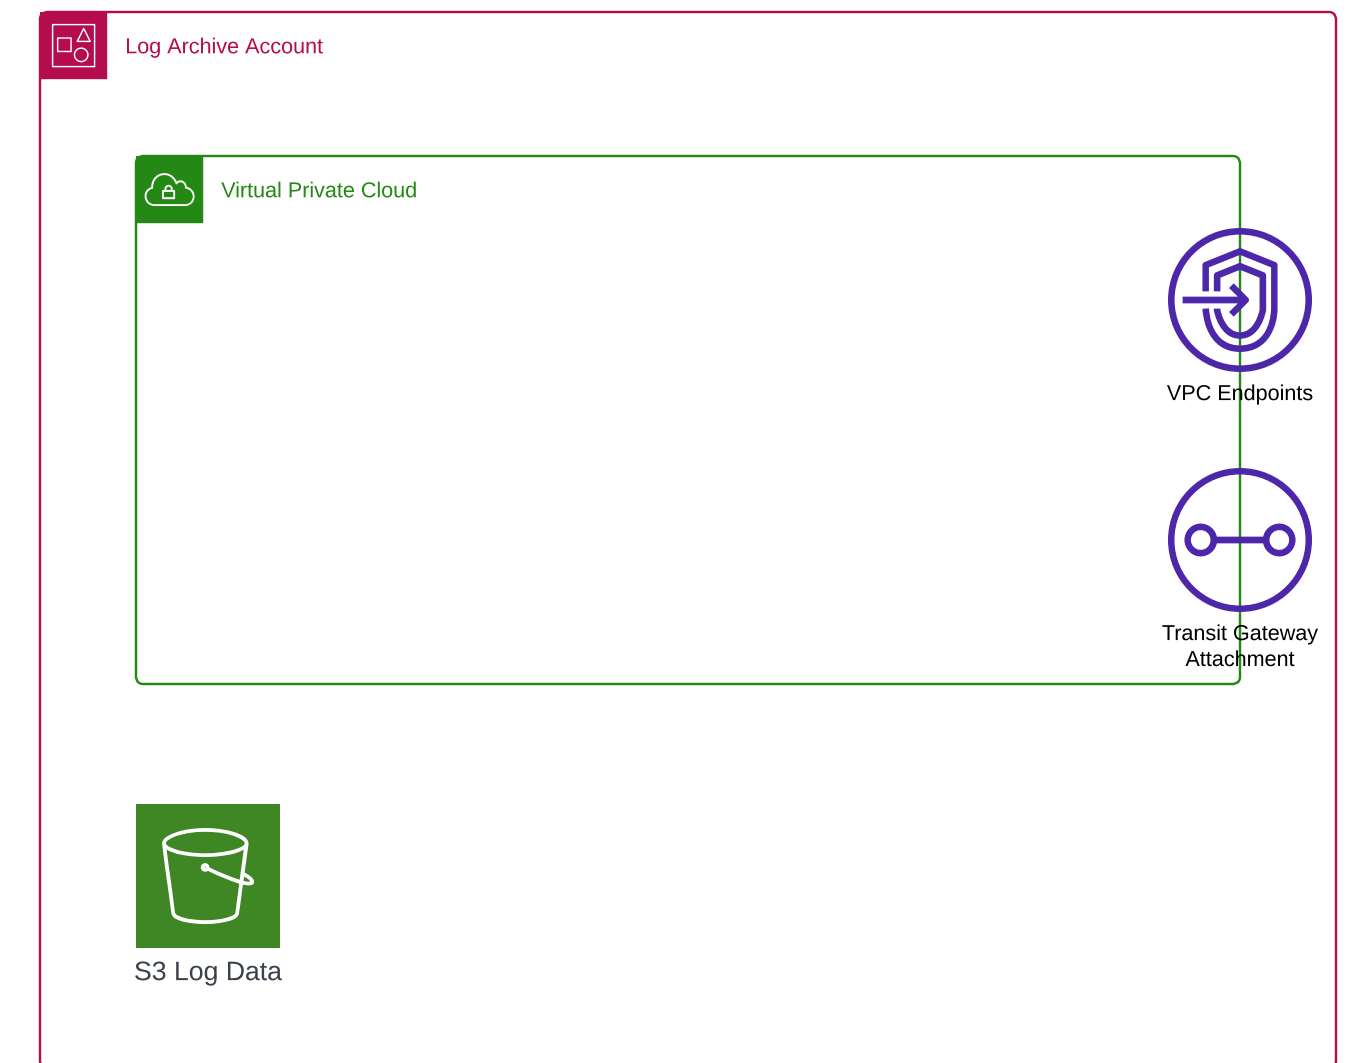 Log Archive Account
Virtual Private Cloud
VPC Endpoints
Transit Gateway
Attachment
S3 Log Data